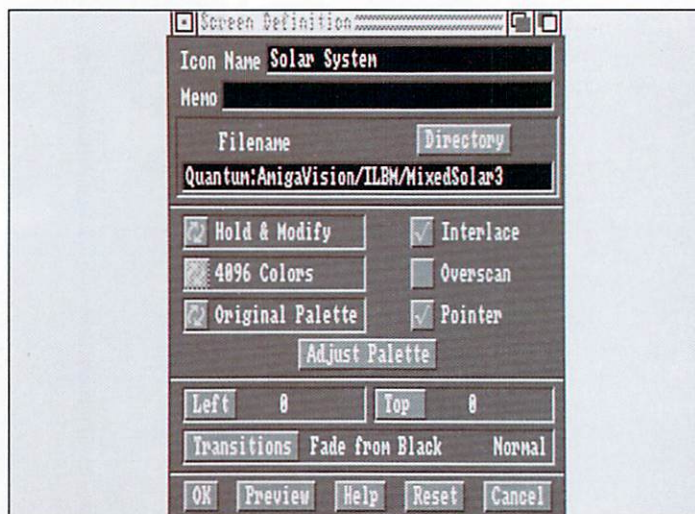 Screen Definition
Icon Name Solar System
Memo
Filename Directory
Quantum:AmigaVision/ILBM/MixedSolar3
Hold & Modify Interlace
4096 Colors Overscan
Original Palette Pointer
Adjust Palette
Left 0 Top 0
Transitions Fade from Black Normal
OK Preview Help Reset Cancel